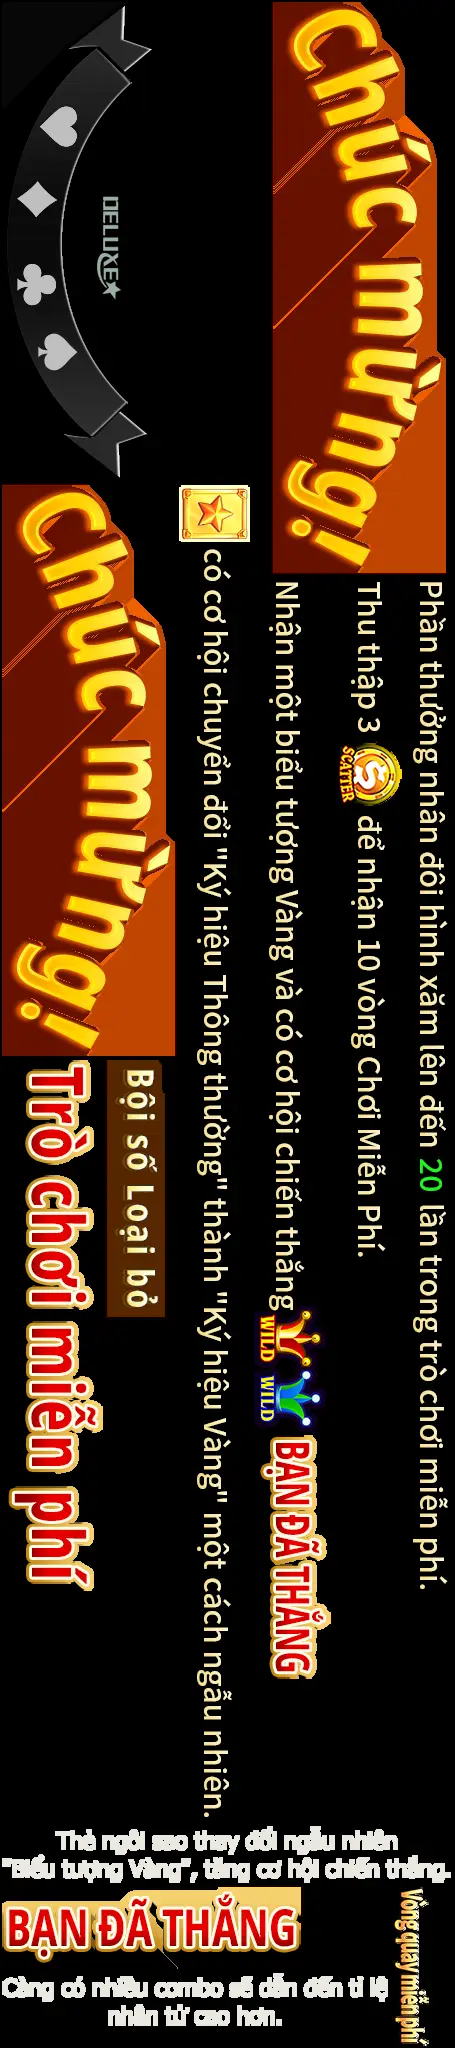 Chúc mừng!
Phần thưởng nhân đôi hình xăm lên đến 20 lần trong trò chơi miễn phí.
Thu thập 3 SCATTER để nhận 10 vòng Chơi Miễn Phí.
Nhận một biểu tượng Vàng và có cơ hội chiến thắng WILD WILD
BẠN ĐÃ THẮNG
có cơ hội chuyển đổi "Ký hiệu Thông thường" thành "Ký hiệu Vàng" một cách ngẫu nhiên.
DELUXE
Chúc mừng!
Bội số Loại bỏ
Trò chơi miễn phí
Thẻ ngôi sao thay đổi ngẫu nhiên
"Biểu tượng Vàng", tăng cơ hội chiến thắng.
BẠN ĐÃ THẮNG
Vòng quay miễn phí
Càng có nhiều combo sẽ dẫn đến tỉ lệ
nhân từ cao hơn.